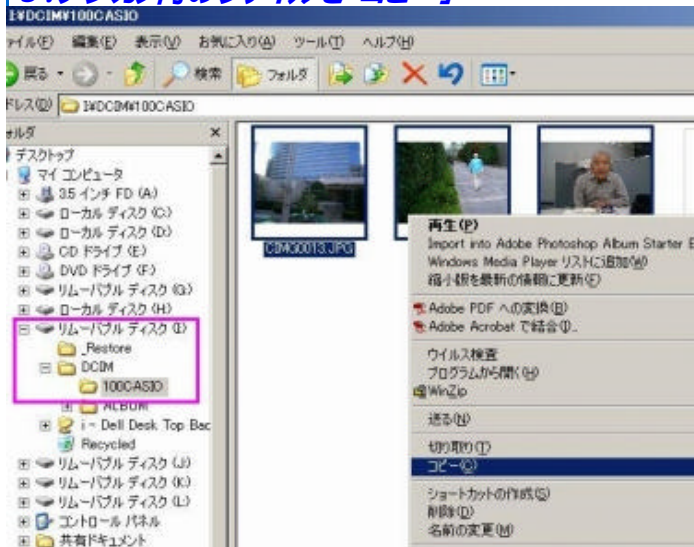 I:¥DCIM¥100CASIO
編集(E) 表示(V) お気に入り(A) ツール(T) ヘルプ(H)
戻る 検索 フォルダ
I:¥DCIM¥100CASIO
デスクトップ
マイ コンピュータ
3.5 インチ FD (A:)
ローカル ディスク (C:)
ローカル ディスク (D:)
CD ドライブ (E:)
DVD ドライブ (F:)
リムーバブル ディスク (G:)
ローカル ディスク (H:)
リムーバブル ディスク (I:)
_Restore
DCIM
100CASIO
ALBUM
i - Dell Desk Top Bac
Recycled
リムーバブル ディスク (J:)
リムーバブル ディスク (K:)
リムーバブル ディスク (L:)
コントロール パネル
共有ドキュメント
CIMG0013.JPG
再生(P)
Import into Adobe Photoshop Album Starter E
Windows Media Player リストに追加(W)
縮小版を最新の情報に更新(F)
Adobe PDF への変換(B)
Adobe Acrobat で結合(I)...
ウイルス検査
プログラムから開く(H)
WinZip
送る(N)
切り取り(T)
コピー(C)
ショートカットの作成(S)
削除(D)
名前の変更(M)